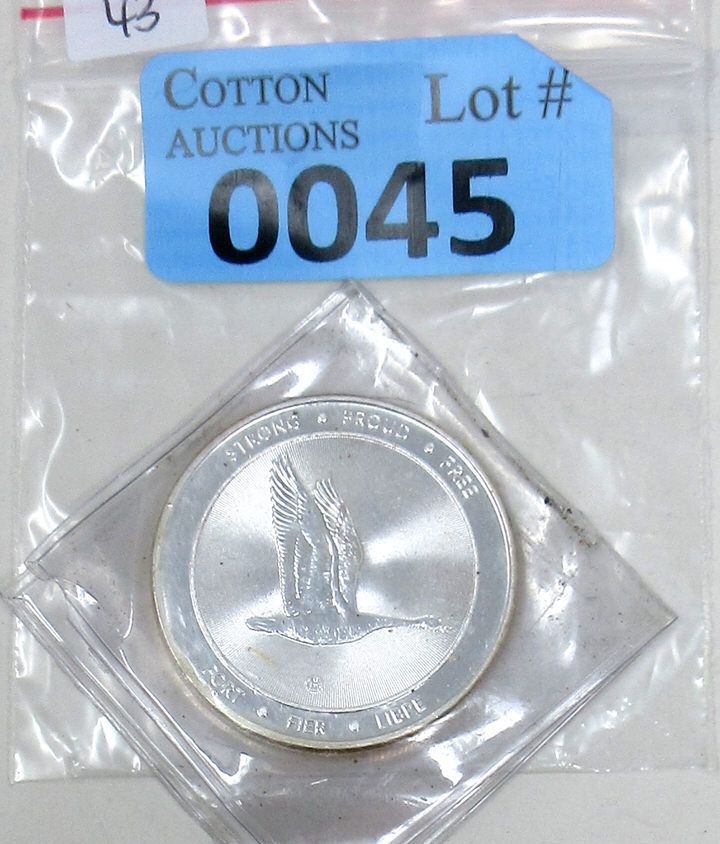 43
COTTON
AUCTIONS
Lot #
0045
STRONG • PROUD • FREE
FORT • FIER • LIBRE